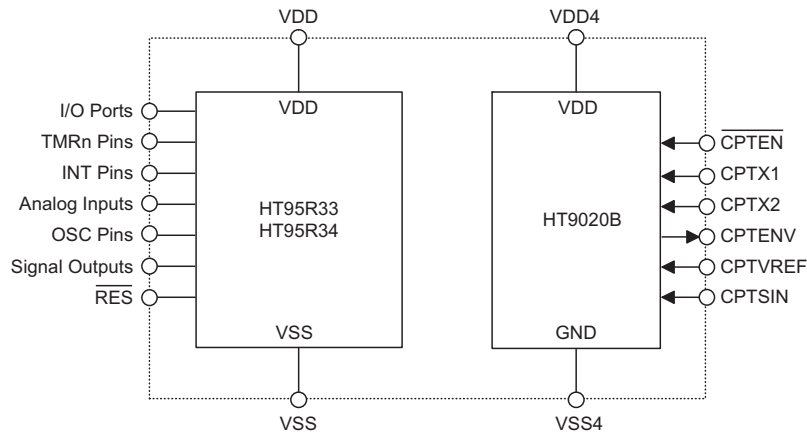 VDD
VDD4
I/O Ports
TMRn Pins
INT Pins
Analog Inputs
OSC Pins
Signal Outputs
RES
VDD
HT95R33
HT95R34
VSS
VDD
HT9020B
GND
CPTEN
CPTX1
CPTX2
CPTENV
CPTVREF
CPTSIN
VSS
VSS4